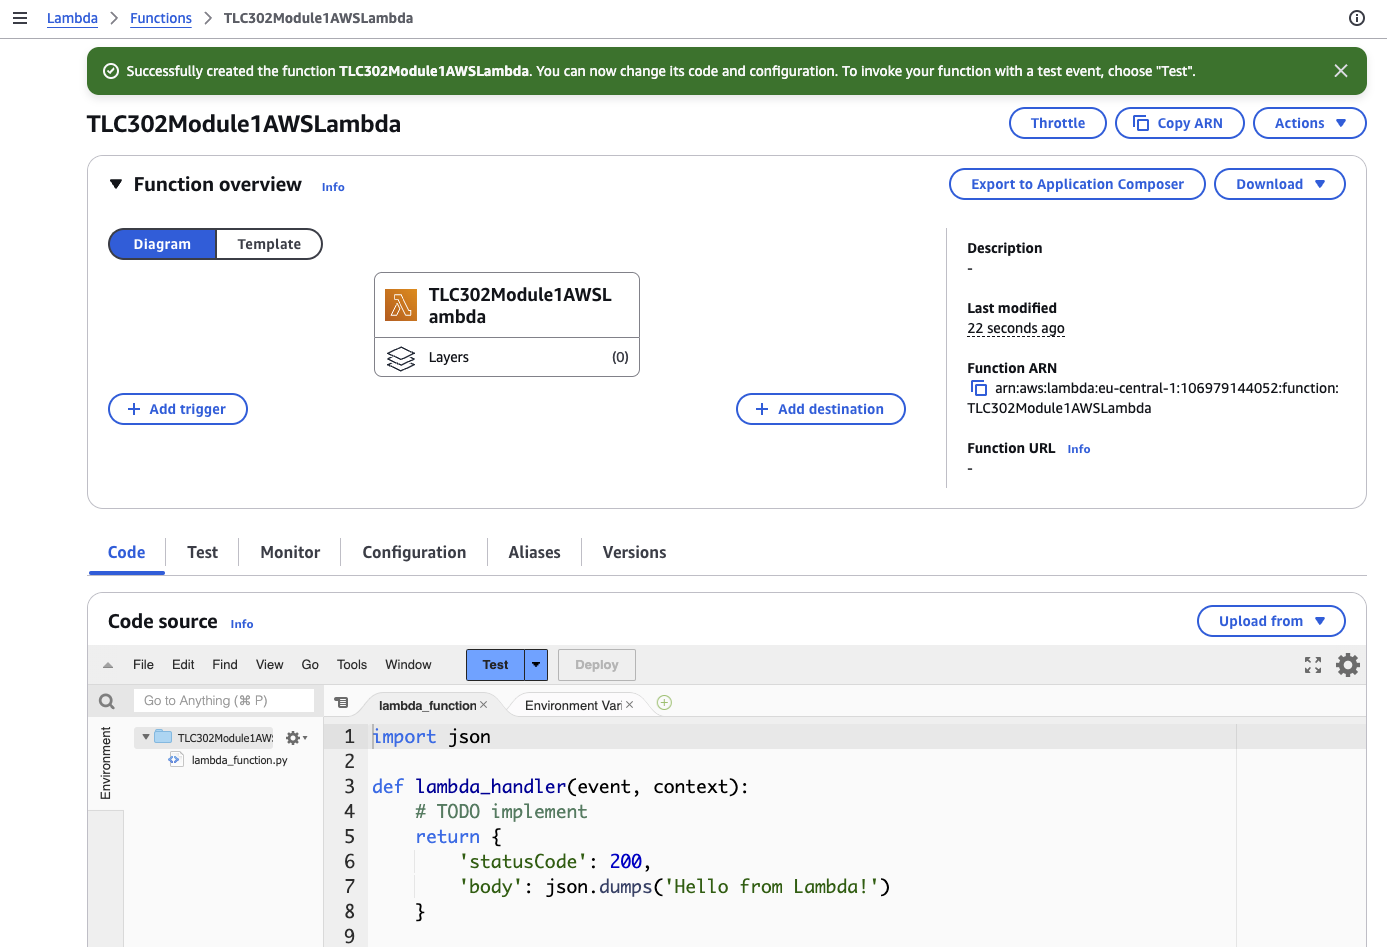 Lambda > Functions > TLC302Module1AWSLambda
Successfully created the function TLC302Module1AWSLambda. You can now change its code and configuration. To invoke your function with a test event, choose "Test".
TLC302Module1AWSLambda
Throttle
Copy ARN
Actions
Function overview
Info
Export to Application Composer
Download
Diagram
Template
TLC302Module1AWSL
ambda
Layers (0)
Add trigger
Add destination
Description
-
Last modified
22 seconds ago
Function ARN
arn:aws:lambda:eu-central-1:106979144052:function:
TLC302Module1AWSLambda
Function URL Info
-
Code
Test
Monitor
Configuration
Aliases
Versions
Code source Info
Upload from
File Edit Find View Go Tools Window
Test
Deploy
Go to Anything (⌘ P)
lambda_function
Environment Vari
Environment
TLC302Module1AWS
lambda_function.py
1 import json
2
3 def lambda_handler(event, context):
4     # TODO implement
5     return {
6         'statusCode': 200,
7         'body': json.dumps('Hello from Lambda!')
8     }
9